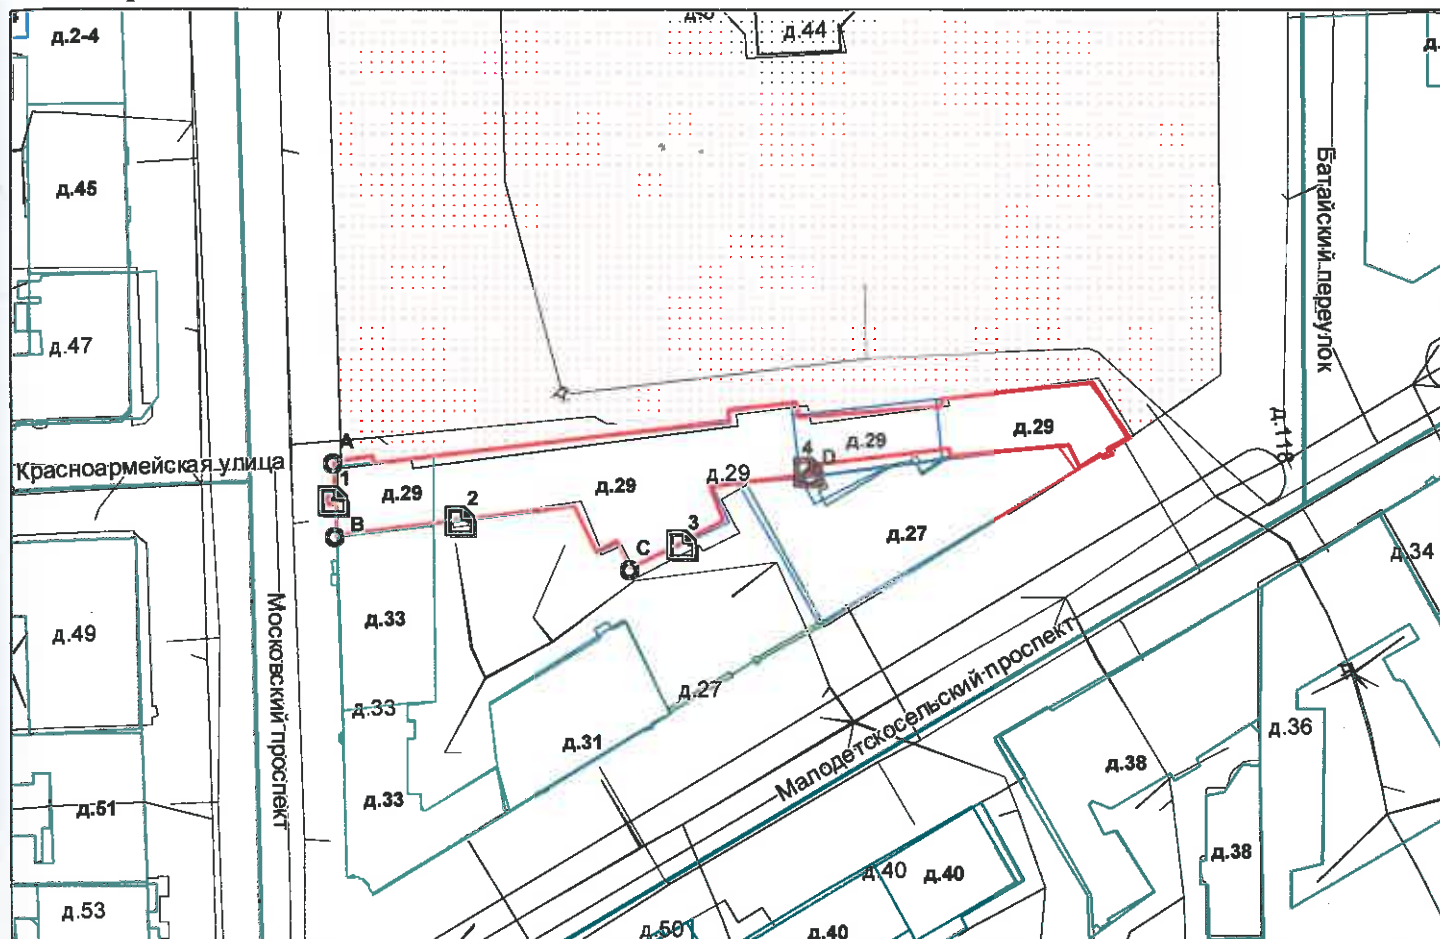 д.2-4
д.44
д.45
Батайский переулок
д.47
A
Красноармейская улица
1
д.29
2
B
д.29
д.29
3
C
4
D
д.29
д.29
д.118
д.27
д.34
д.33
д.49
Московский проспект
д.33
д.27
д.31
Малодетскосельский проспект
д.36
д.38
д.33
д.51
д.38
д.40
д.40
д.53
д.50
д.40